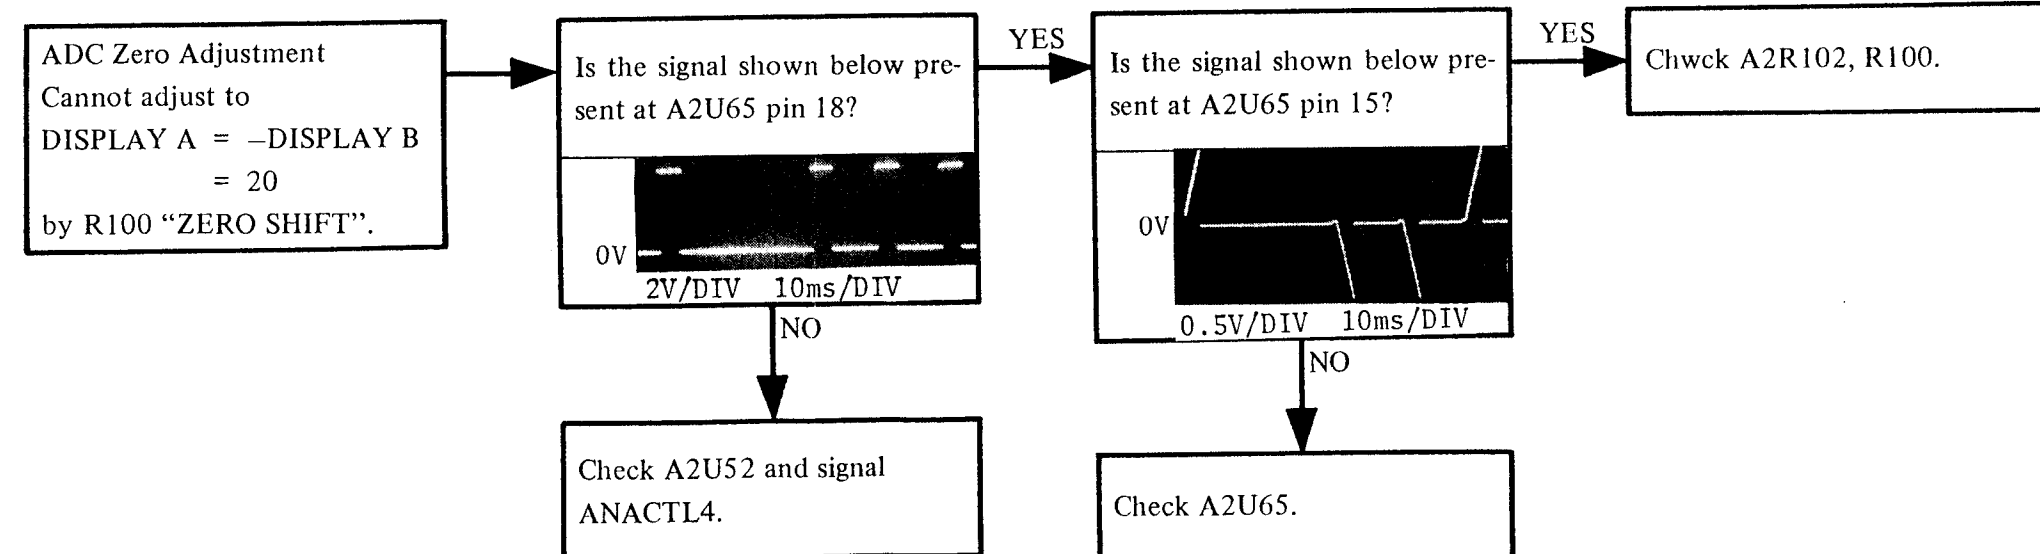 ADC Zero Adjustment
Cannot adjust to
DISPLAY A = –DISPLAY B
= 20
by R100 “ZERO SHIFT”.
Is the signal shown below pre-
sent at A2U65 pin 18?
0V
2V/DIV 10ms/DIV
YES
NO
Check A2U52 and signal
ANACTL4.
Is the signal shown below pre-
sent at A2U65 pin 15?
0V
0.5V/DIV 10ms/DIV
YES
NO
Check A2U65.
Chwck A2R102, R100.